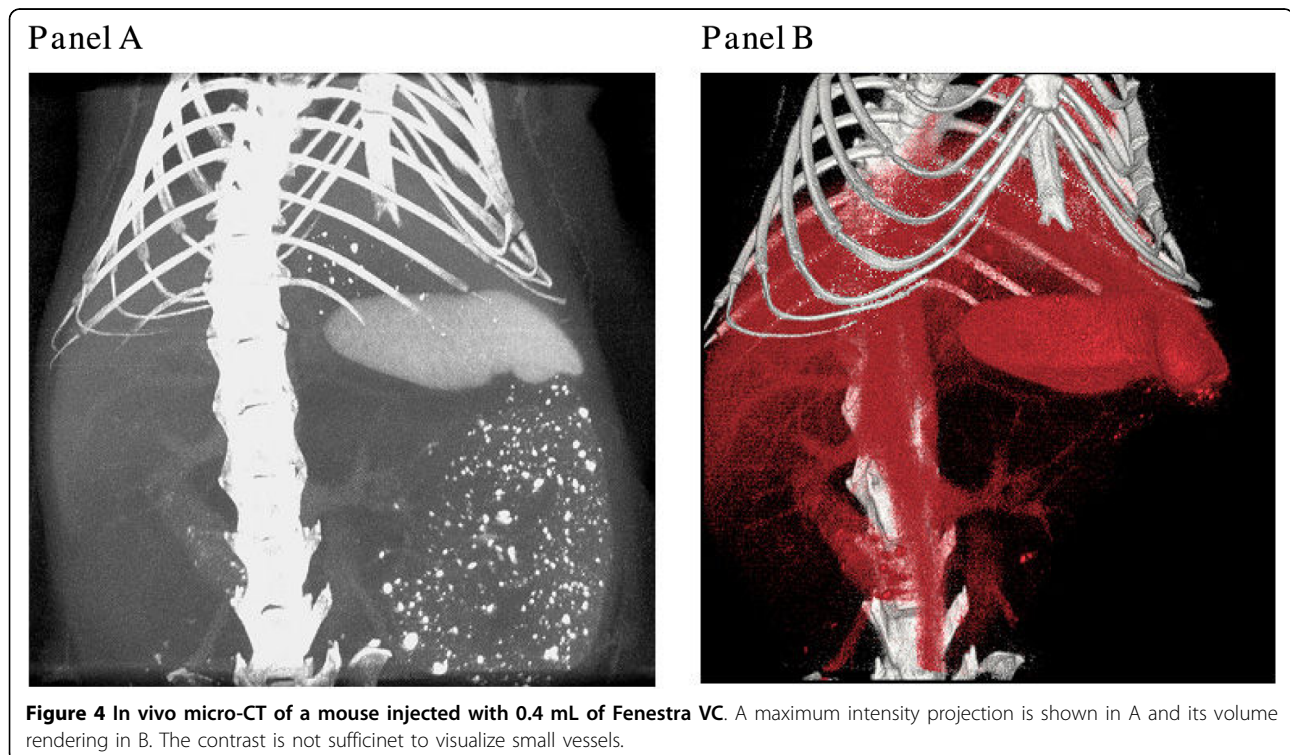 Panel A
Panel B
Figure 4 In vivo micro-CT of a mouse injected with 0.4 mL of Fenestra VC. A maximum intensity projection is shown in A and its volume
rendering in B. The contrast is not sufficinet to visualize small vessels.